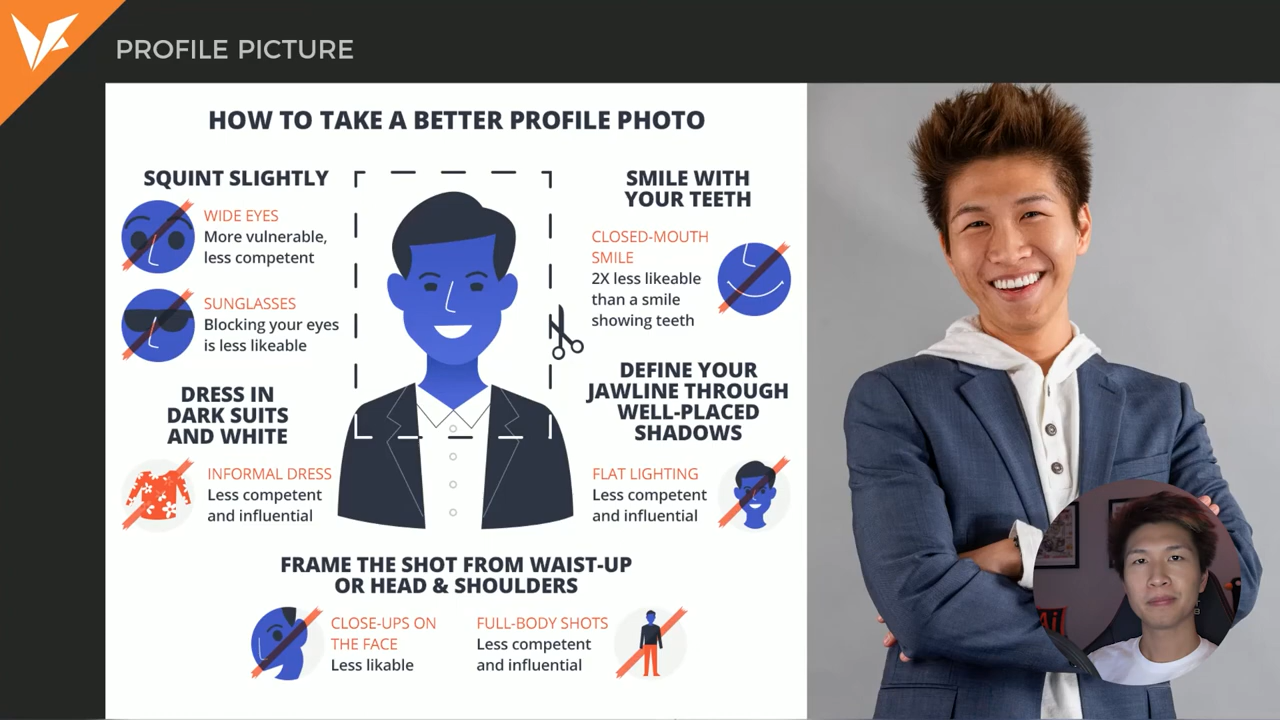 PROFILE PICTURE
HOW TO TAKE A BETTER PROFILE PHOTO
SQUINT SLIGHTLY
WIDE EYES
More vulnerable,
less competent
SUNGLASSES
Blocking your eyes
is less likeable
DRESS IN
DARK SUITS
AND WHITE
INFORMAL DRESS
Less competent
and influential
SMILE WITH
YOUR TEETH
CLOSED-MOUTH
SMILE
2X less likeable
than a smile
showing teeth
DEFINE YOUR
JAWLINE THROUGH
WELL-PLACED
SHADOWS
FLAT LIGHTING
Less competent
and influential
FRAME THE SHOT FROM WAIST-UP
OR HEAD & SHOULDERS
CLOSE-UPS ON
THE FACE
Less likable
FULL-BODY SHOTS
Less competent
and influential